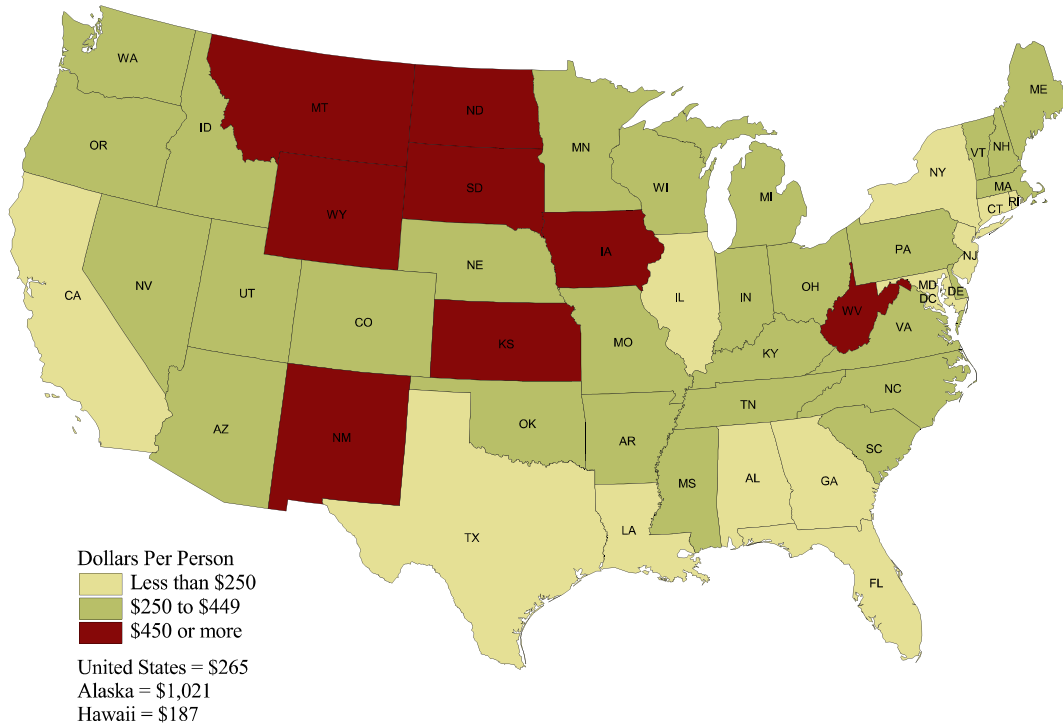 WA
MT
ND
ME
ID
MN
OR
VT
NH
NY
WI
SD
MI
MA
CT
RI
WY
IA
PA
NE
NJ
NV
IL
IN
OH
MD
DE
CA
UT
DC
CO
WV
VA
KS
MO
KY
NC
TN
OK
AZ
NM
AR
SC
MS
AL
GA
TX
LA
FL
Dollars Per Person
Less than $250
$250 to $449
$450 or more
United States = $265
Alaska = $1,021
Hawaii = $187